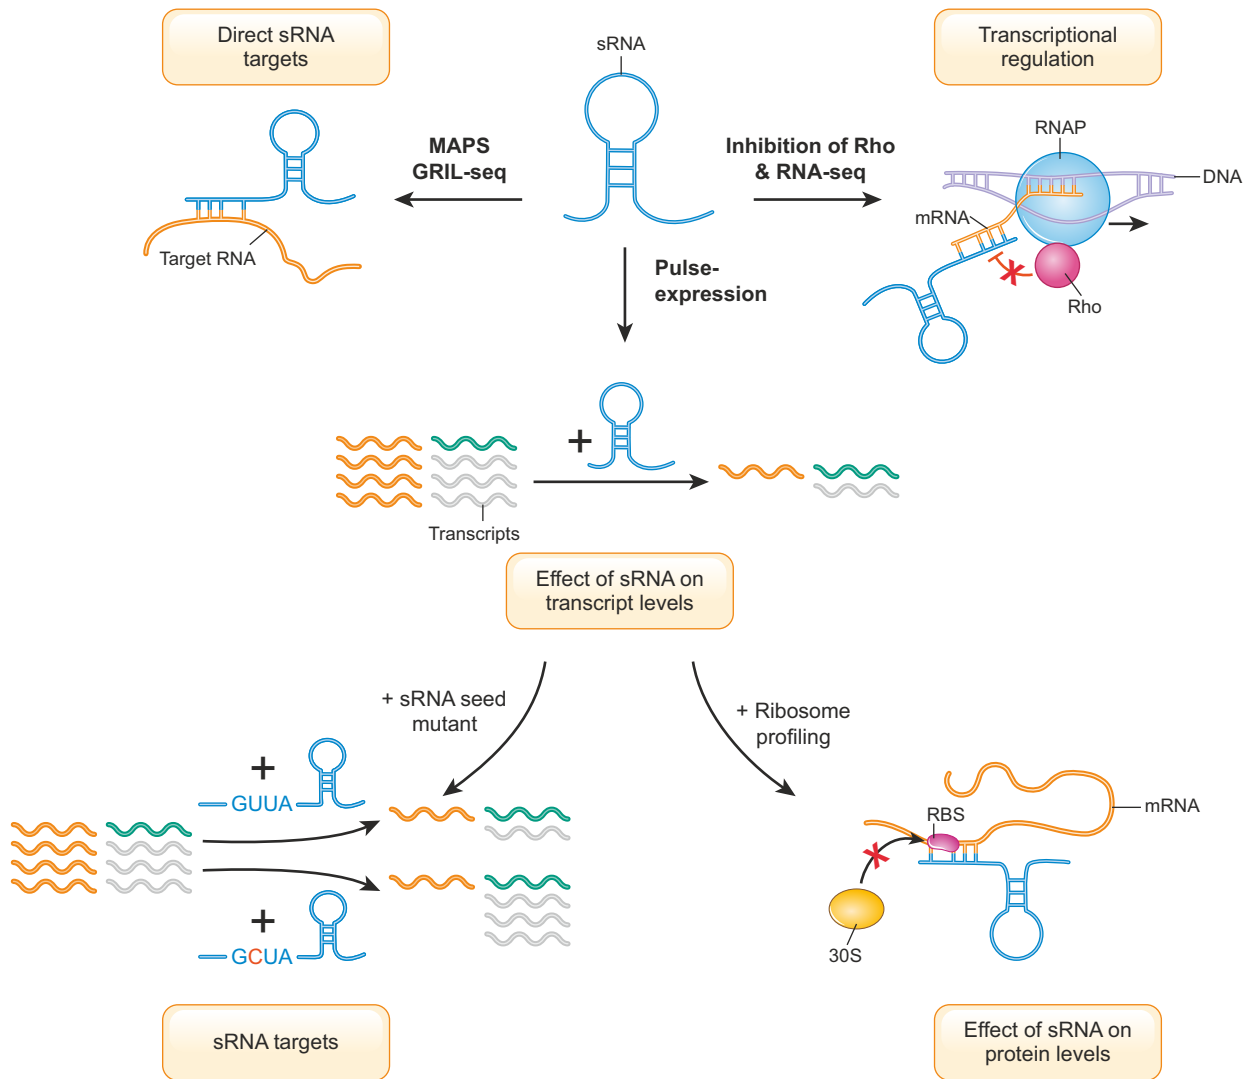 Direct sRNA
targets
sRNA
Transcriptional
regulation
MAPS
GRIL-seq
Inhibition of Rho
& RNA-seq
RNAP
DNA
mRNA
Target RNA
Rho
Pulse-
expression
+
Transcripts
Effect of sRNA on
transcript levels
+ sRNA seed
mutant
+ Ribosome
profiling
+
GUUA
+
GCUA
RBS
mRNA
30S
sRNA targets
Effect of sRNA on
protein levels